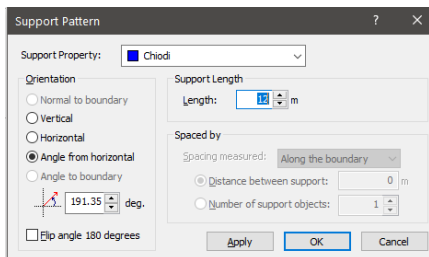 Support Pattern ? ×
Support Property: Chiodi
Orientation
Normal to boundary
Vertical
Horizontal
Angle from horizontal
Angle to boundary
191.35 deg.
Flip angle 180 degrees
Support Length
Length: 12 m
Spaced by
Spacing measured: Along the boundary
Distance between support: 0 m
Number of support objects: 1
Apply OK Cancel